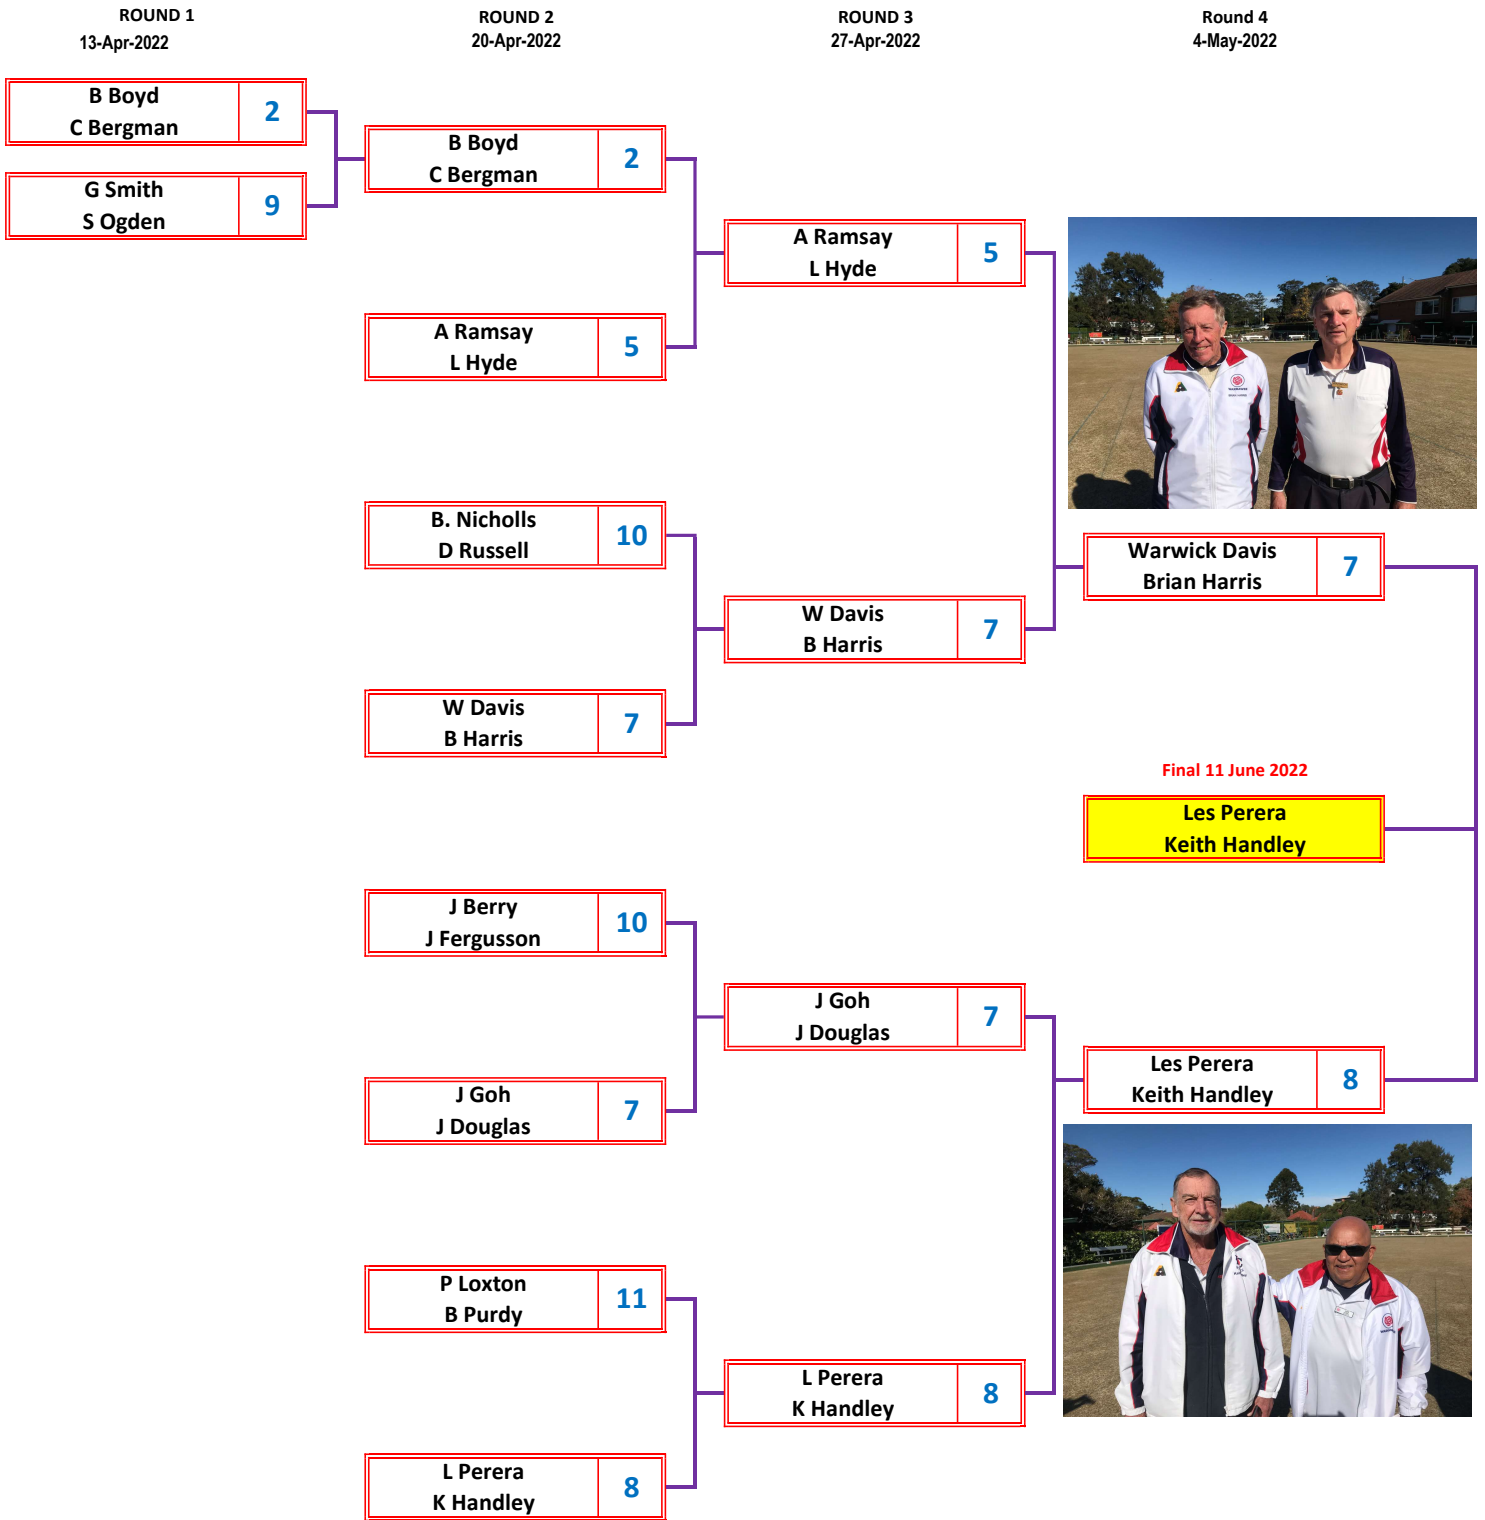 ROUND 1
13-Apr-2022
ROUND 2
20-Apr-2022
ROUND 3
27-Apr-2022
Round 4
4-May-2022
B Boyd
C Bergman
2
G Smith
S Ogden
9
B Boyd
C Bergman
2
A Ramsay
L Hyde
5
B. Nicholls
D Russell
10
W Davis
B Harris
7
J Berry
J Fergusson
10
J Goh
J Douglas
7
P Loxton
B Purdy
11
L Perera
K Handley
8
A Ramsay
L Hyde
5
W Davis
B Harris
7
J Goh
J Douglas
7
L Perera
K Handley
8
Warwick Davis
Brian Harris
7
Final 11 June 2022
Les Perera
Keith Handley
Les Perera
Keith Handley
8